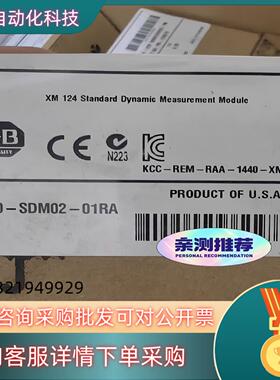 自动化科技
XM 124 Standard Dynamic Measurement Module
N223
KCC-REM-RAA-1440-XM
PRODUCT OF U.S.A
-SDM02-01RA
亲测推荐
PERSONAL RECOMMENDATION
321949929
咨询采购批发可对公开票
客服详情下单采购